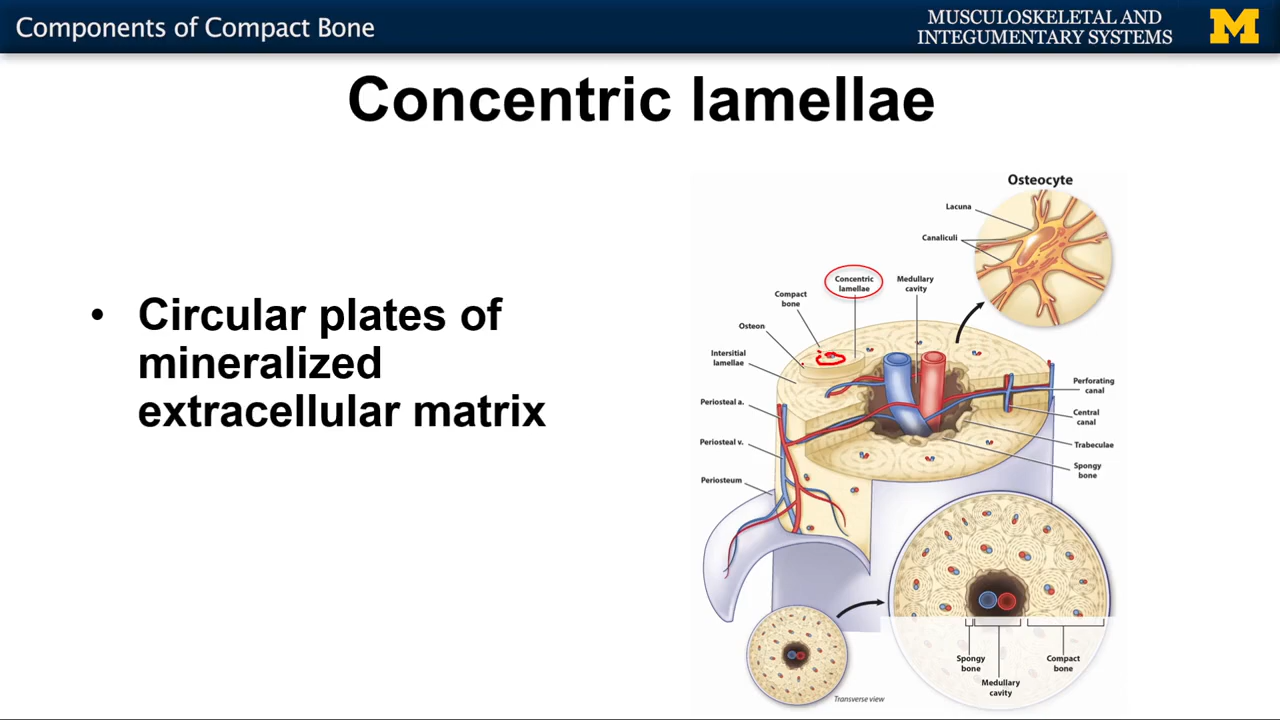 Components of Compact Bone
MUSCULOSKELETAL AND
INTEGUMENTARY SYSTEMS
M
Concentric lamellae
• Circular plates of
mineralized
extracellular matrix
Osteocyte
Lacuna
Canaliculi
Concentric
lamellae
Medullary
cavity
Compact
bone
Osteon
Intersitial
lamellae
Periosteal a.
Periosteal v.
Periosteum
Perforating
canal
Central
canal
Trabeculae
Spongy
bone
Spongy
bone
Medullary
cavity
Compact
bone
Transverse view